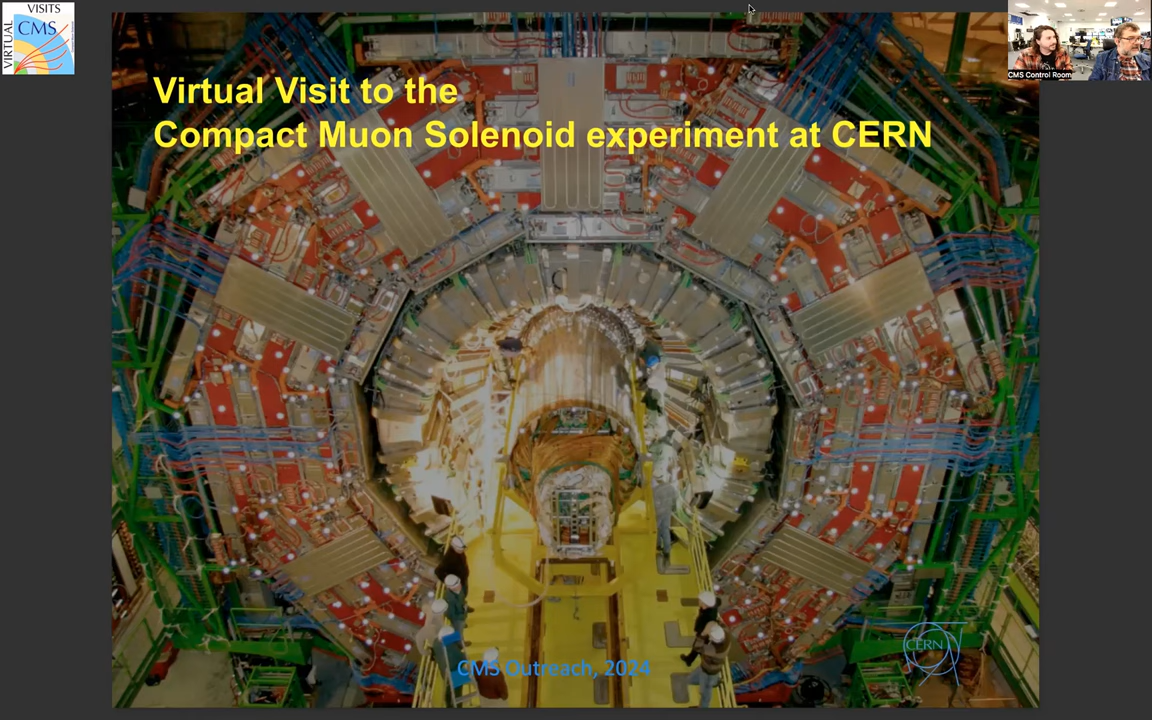 VISITS
VIRTUAL
CMS
CMS Control Room
Virtual Visit to the
Compact Muon Solenoid experiment at CERN
CERN
CMS Outreach, 2024